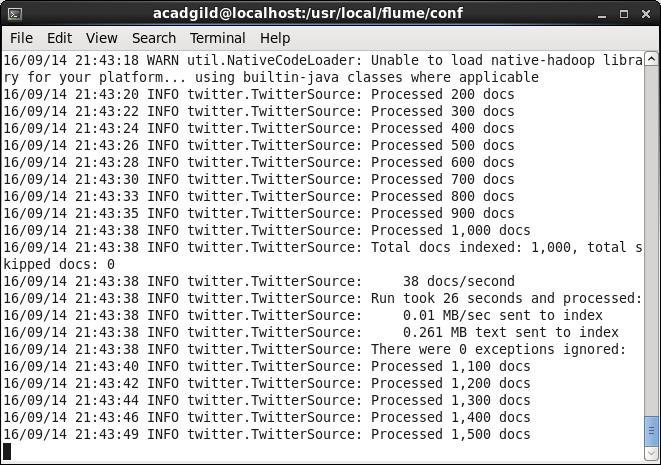 acadgild@localhost:/usr/local/flume/conf
File Edit View Search Terminal Help
16/09/14 21:43:18 WARN util.NativeCodeLoader: Unable to load native-hadoop libra
ry for your platform... using builtin-java classes where applicable
16/09/14 21:43:20 INFO twitter.TwitterSource: Processed 200 docs
16/09/14 21:43:22 INFO twitter.TwitterSource: Processed 300 docs
16/09/14 21:43:24 INFO twitter.TwitterSource: Processed 400 docs
16/09/14 21:43:26 INFO twitter.TwitterSource: Processed 500 docs
16/09/14 21:43:28 INFO twitter.TwitterSource: Processed 600 docs
16/09/14 21:43:30 INFO twitter.TwitterSource: Processed 700 docs
16/09/14 21:43:33 INFO twitter.TwitterSource: Processed 800 docs
16/09/14 21:43:35 INFO twitter.TwitterSource: Processed 900 docs
16/09/14 21:43:38 INFO twitter.TwitterSource: Processed 1,000 docs
16/09/14 21:43:38 INFO twitter.TwitterSource: Total docs indexed: 1,000, total s
kipped docs: 0
16/09/14 21:43:38 INFO twitter.TwitterSource:     38 docs/second
16/09/14 21:43:38 INFO twitter.TwitterSource: Run took 26 seconds and processed:
16/09/14 21:43:38 INFO twitter.TwitterSource:     0.01 MB/sec sent to index
16/09/14 21:43:38 INFO twitter.TwitterSource:     0.261 MB text sent to index
16/09/14 21:43:38 INFO twitter.TwitterSource: There were 0 exceptions ignored:
16/09/14 21:43:40 INFO twitter.TwitterSource: Processed 1,100 docs
16/09/14 21:43:42 INFO twitter.TwitterSource: Processed 1,200 docs
16/09/14 21:43:44 INFO twitter.TwitterSource: Processed 1,300 docs
16/09/14 21:43:46 INFO twitter.TwitterSource: Processed 1,400 docs
16/09/14 21:43:49 INFO twitter.TwitterSource: Processed 1,500 docs